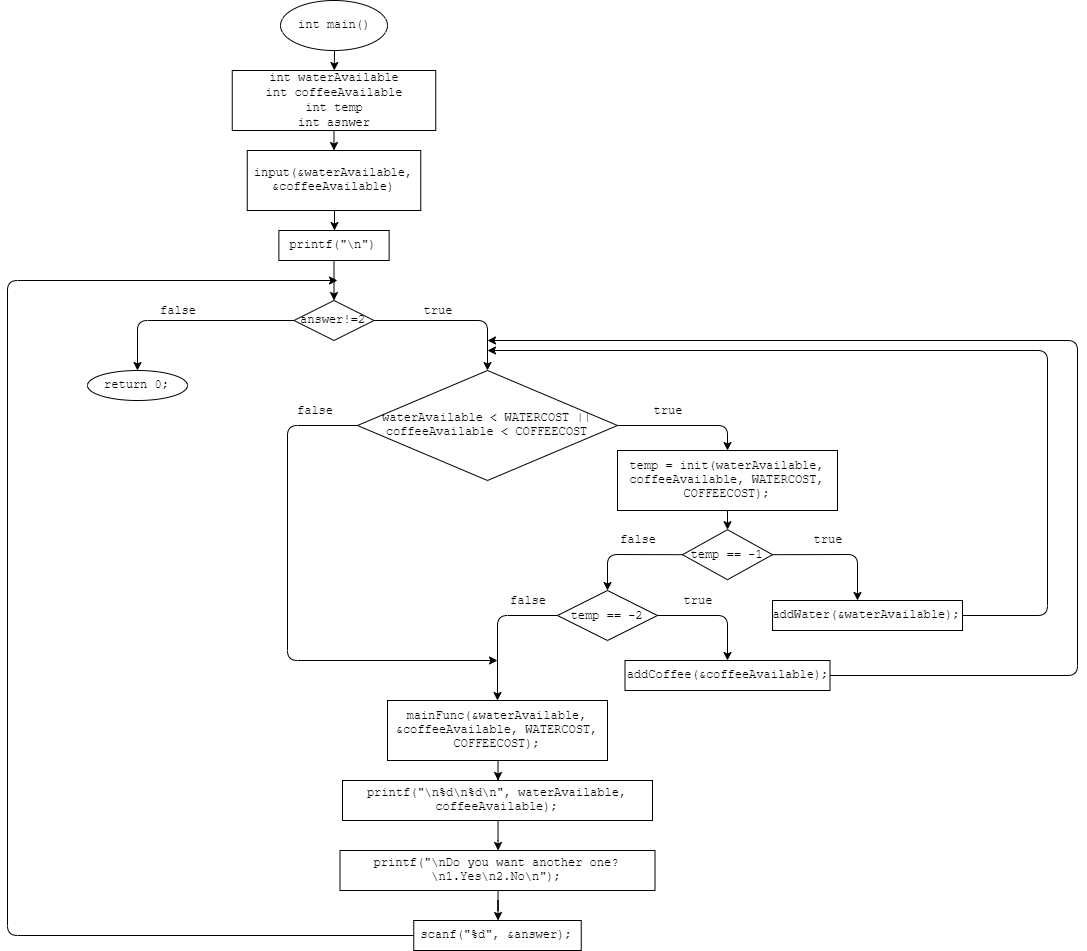 int main()
int waterAvailable
int coffeeAvailable
int temp
int asnwer
input(&waterAvailable,
&coffeeAvailable)
printf("\n")
false
answer!=2
true
return 0;
false
waterAvailable < WATERCOST ||
coffeeAvailable < COFFEECOST
true
temp = init(waterAvailable,
coffeeAvailable, WATERCOST,
COFFEECOST);
false
temp == -1
true
false
temp == -2
true
addWater(&waterAvailable);
addCoffee(&coffeeAvailable);
mainFunc(&waterAvailable,
&coffeeAvailable, WATERCOST,
COFFEECOST);
printf("\n%d\n%d\n", waterAvailable,
coffeeAvailable);
printf("\nDo you want another one?
\n1.Yes\n2.No\n");
scanf("%d", &answer);